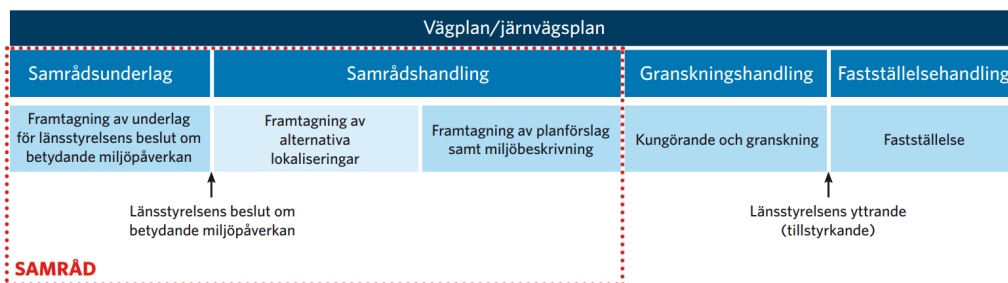 Vägplan/järnvägsplan
Samrådsunderlag
Samrådshandling
Granskningshandling
Fastställelsehandling
Framtagning av underlag
för länsstyrelsens beslut om
betydande miljöpåverkan
Framtagning av
alternativa
lokaliseringar
Framtagning av planförslag
samt miljöbeskrivning
Kungörande och granskning
Fastställelse
Länsstyrelsens beslut om
betydande miljöpåverkan
Länsstyrelsens yttrande
(tillstyrkande)
SAMRÅD